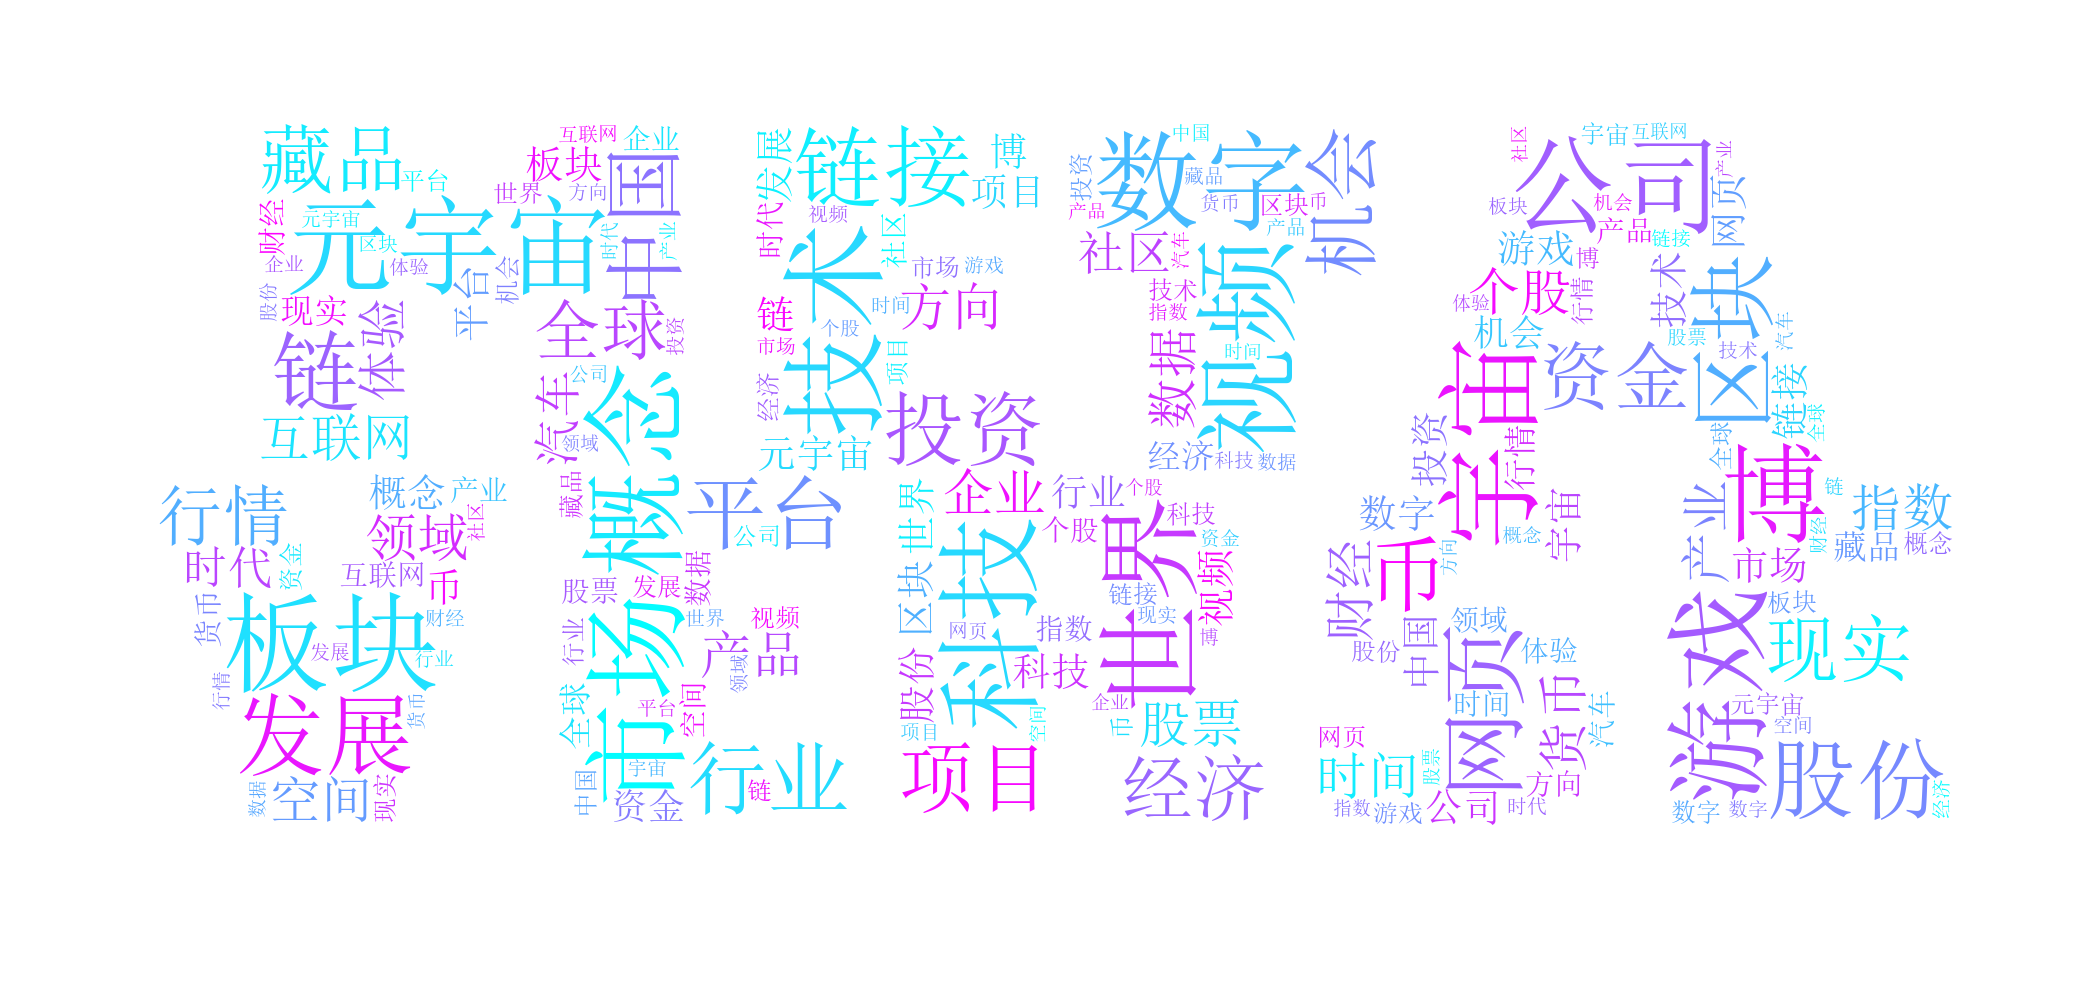 藏品
平台
元宇宙
元宇宙
区块
财经
企业
体验
股份
现实
链
体验
互联网
平台
机会
世界
板块
互联网
企业
方向
中国
时代
产业
全球
投资
汽车
公司
领域
概念
藏品
行情
概念
产业
领域
社区
时代
资金
互联网
币
货币
板块
财经
发展
行业
行情
发展
货币
空间
现实
数据
平台
公司
股票
发展
数据
市场
世界
视频
产品
领域
行业
全球
平台
空间
宇宙
中国
资金
行业
链
发展
链接
博
项目
时代
视频
社区
技术
市场
游戏
链
时间
方向
个股
市场
项目
经济
投资
元宇宙
企业
世界
区块
科技
网页
指数
科技
股份
项目
空间
项目
数字
中国
投资
藏品
产品
货币
区块
币
产品
机会
社区
汽车
视频
技术
指数
时间
数据
经济
科技
数据
行业
个股
个股
科技
世界
资金
链接
视频
现实
博
企业
币
股票
经济
公司
社区
宇宙
互联网
产业
板块
机会
产品
链接
网页
游戏
博
个股
体验
行情
技术
区块
机会
股票
技术
汽车
宇宙
资金
链接
全球
投资
行情
全球
数字
概念
宇宙
币
方向
财经
股份
中国
领域
体验
网页
时间
货币
汽车
网页
时间
股票
方向
指数
游戏
公司
时代
博
链
产业
指数
财经
藏品
概念
市场
板块
游戏
现实
元宇宙
空间
股份
数字
数字
经济